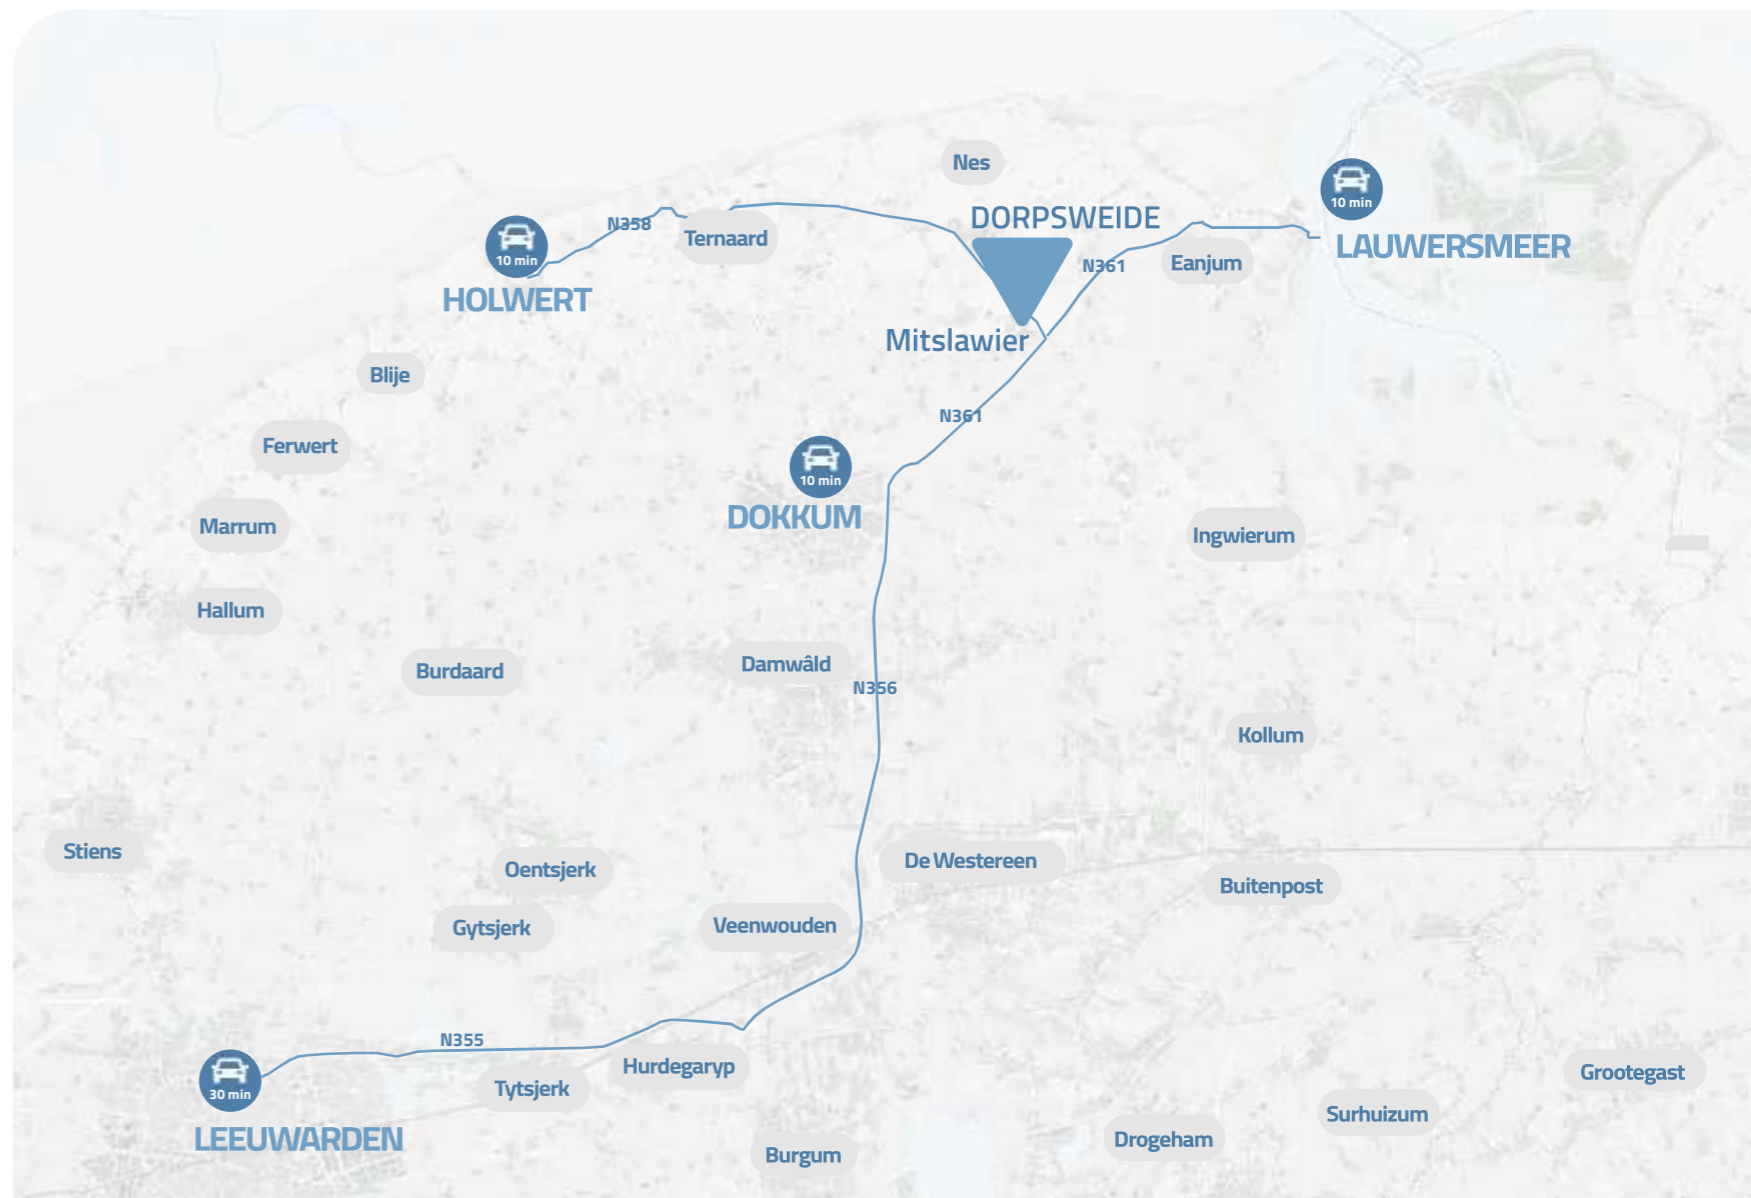 Nes
10 min
DORPSWEIDE
N358
Ternaard
10 min
LAUWERSMEER
N361
Eanjum
HOLWERT
Mitslawier
Blije
N361
Ferwert
10 min
DOKKUM
Marrum
Ingwierum
Hallum
Damwâld
Burdaard
N356
Kollum
Stiens
De Westereen
Oentsjerk
Buitenpost
Veenwouden
Gytsjerk
N355
Hurdegaryp
Grootegast
Tytsjerk
30 min
Surhuizum
LEEUWARDEN
Drogeham
Burgum